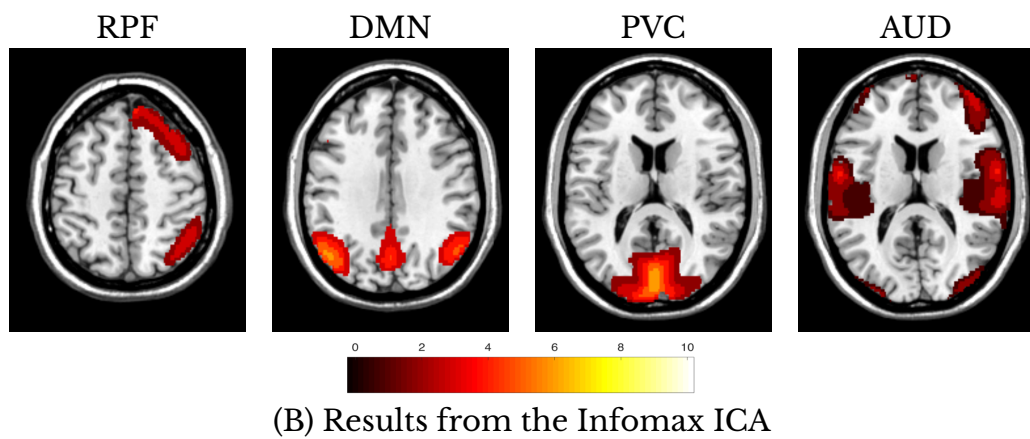 RPF DMN PVC AUD
0 2 4 6 8 10
(B) Results from the Infomax ICA